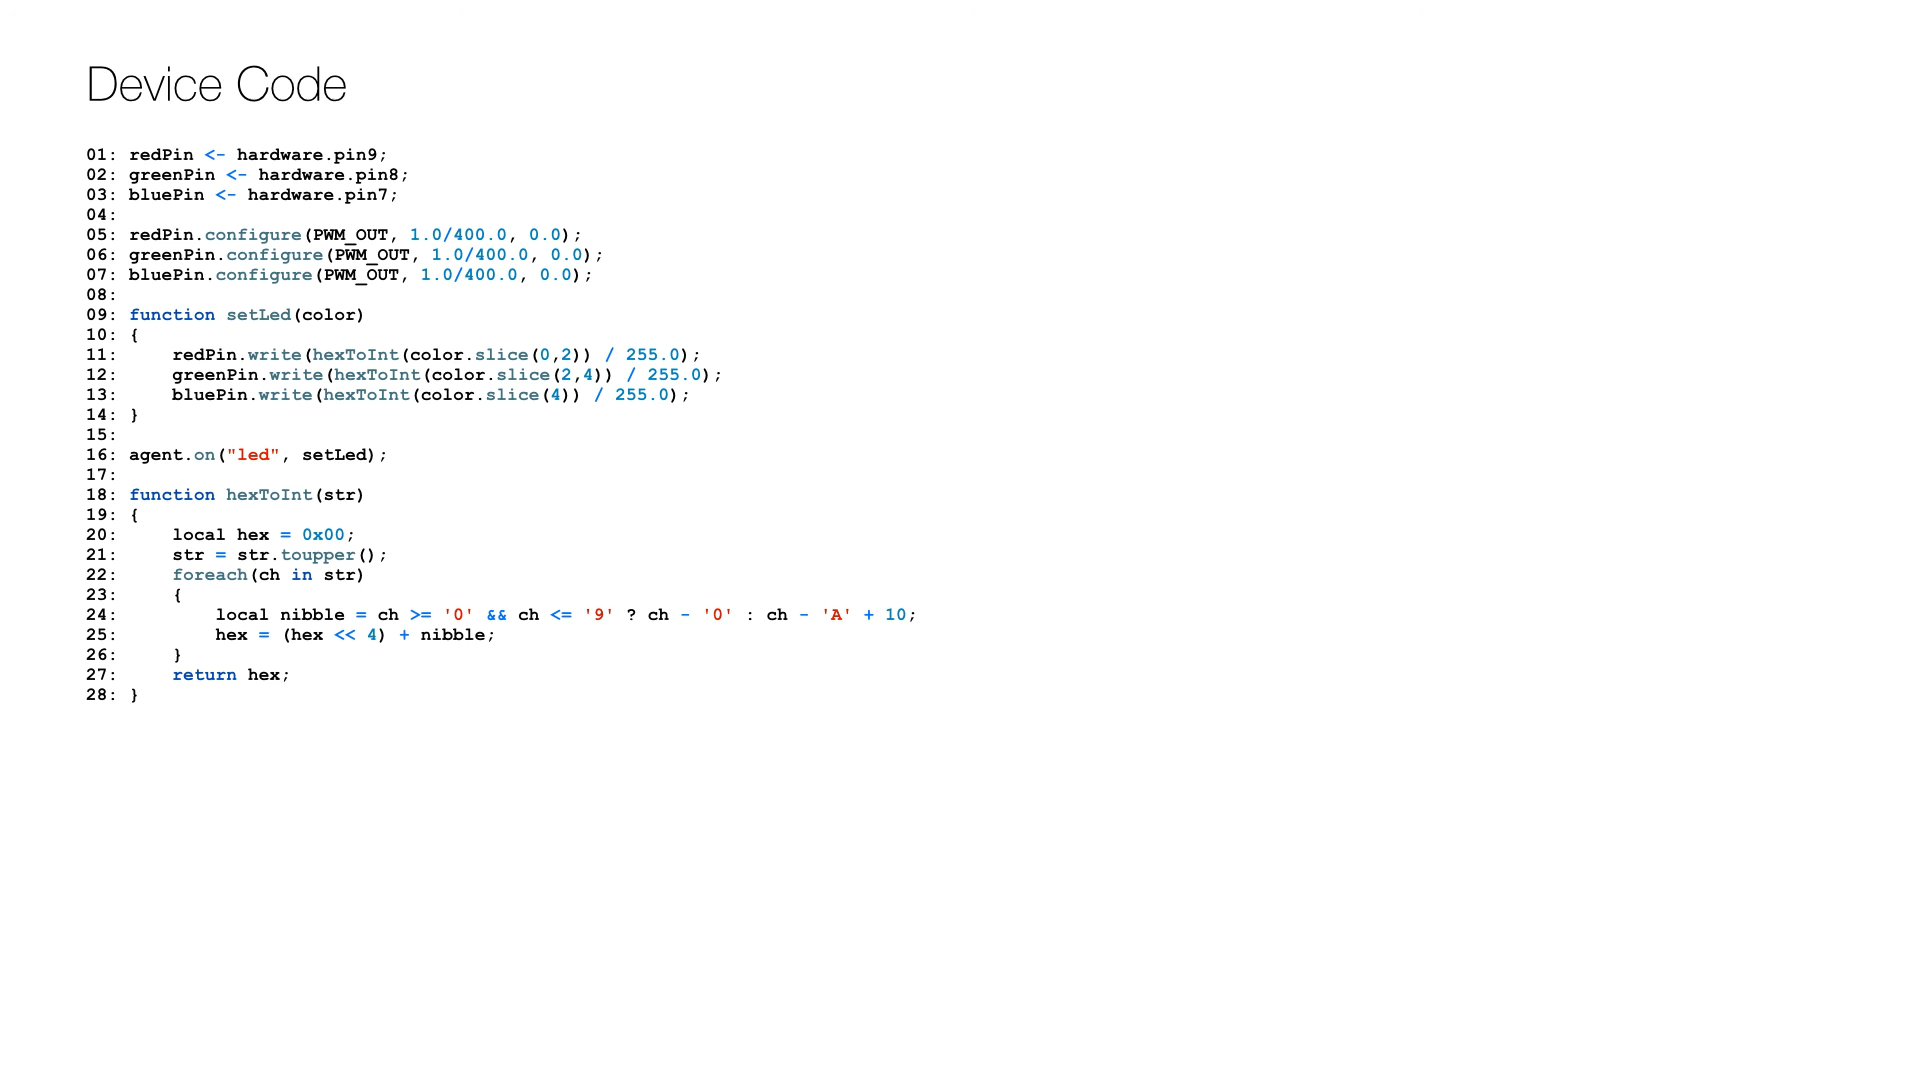 Device Code
01: redPin <- hardware.pin9;
02: greenPin <- hardware.pin8;
03: bluePin <- hardware.pin7;
04:
05: redPin.configure(PWM_OUT, 1.0/400.0, 0.0);
06: greenPin.configure(PWM_OUT, 1.0/400.0, 0.0);
07: bluePin.configure(PWM_OUT, 1.0/400.0, 0.0);
08:
09: function setLed(color)
10: {
11:     redPin.write(hexToInt(color.slice(0,2)) / 255.0);
12:     greenPin.write(hexToInt(color.slice(2,4)) / 255.0);
13:     bluePin.write(hexToInt(color.slice(4)) / 255.0);
14: }
15:
16: agent.on("led", setLed);
17:
18: function hexToInt(str)
19: {
20:     local hex = 0x00;
21:     str = str.toupper();
22:     foreach(ch in str)
23:     {
24:         local nibble = ch >= '0' && ch <= '9' ? ch - '0' : ch - 'A' + 10;
25:         hex = (hex << 4) + nibble;
26:     }
27:     return hex;
28: }